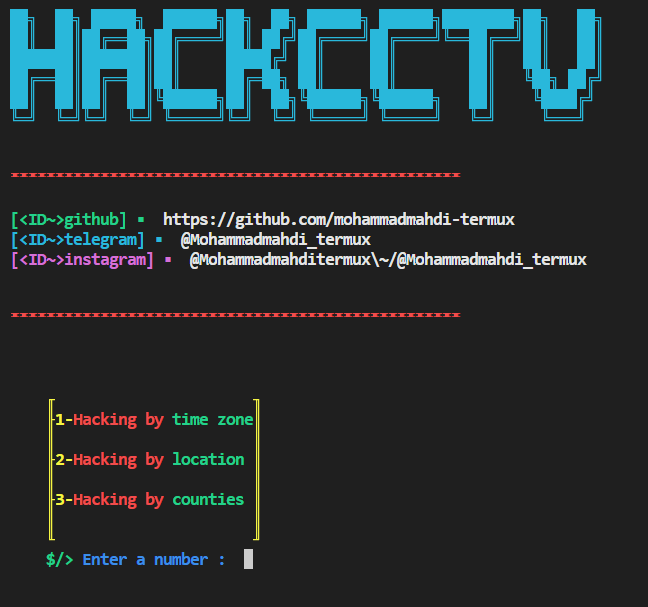 HACKCCTV
[<ID~>github] ▪ https://github.com/mohammadmahdi-termux
[<ID~>telegram] ▪ @Mohammadmahdi_termux
[<ID~>instagram] ▪ @Mohammadmahditermux\~/@Mohammadmahdi_termux
1-Hacking by time zone
2-Hacking by location
3-Hacking by counties
$/> Enter a number :